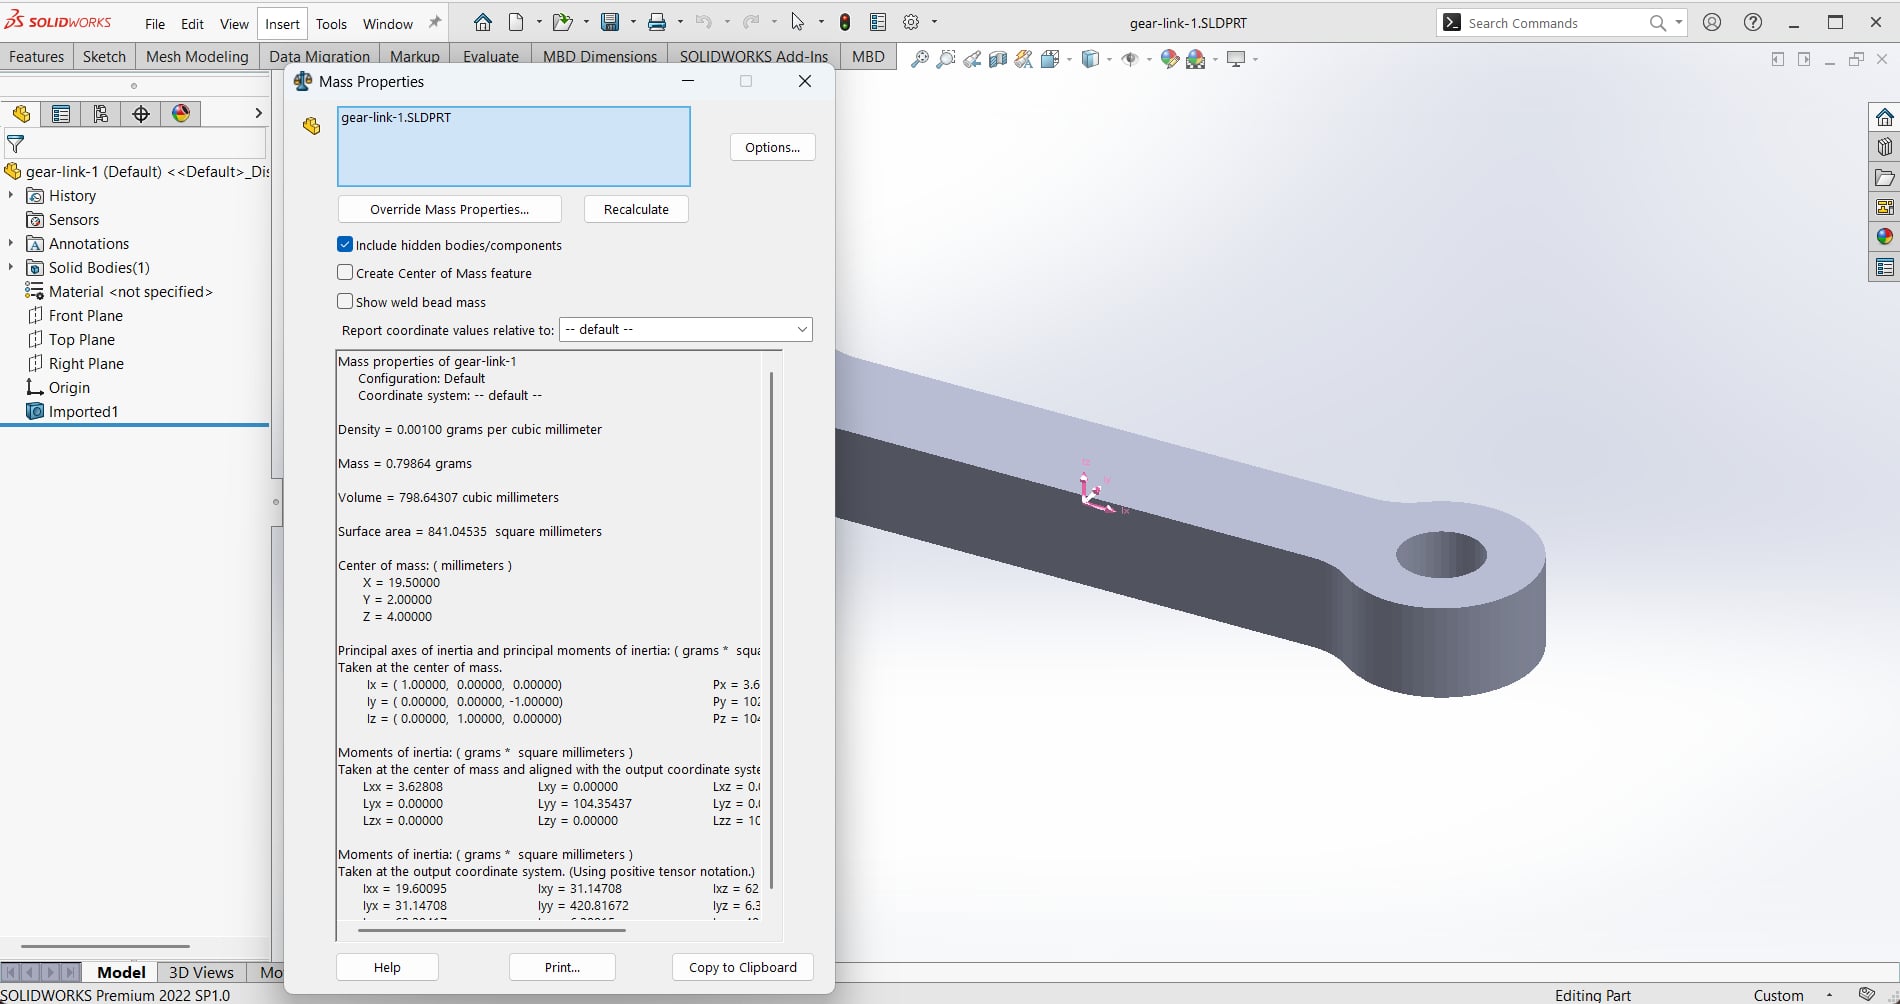 SOLIDWORKS File Edit View Insert Tools Window gear-link-1.SLDPRT Search Commands
Features Sketch Mesh Modeling Data Migration Markup Evaluate MBD Dimensions SOLIDWORKS Add-Ins MBD
gear-link-1 (Default) <<Default>_Dis
History
Sensors
Annotations
Solid Bodies(1)
Material <not specified>
Front Plane
Top Plane
Right Plane
Origin
Imported1
Mass Properties
gear-link-1.SLDPRT
Options...
Override Mass Properties...
Recalculate
Include hidden bodies/components
Create Center of Mass feature
Show weld bead mass
Report coordinate values relative to: -- default --
Mass properties of gear-link-1
Configuration: Default
Coordinate system: -- default --
Density = 0.00100 grams per cubic millimeter
Mass = 0.79864 grams
Volume = 798.64307 cubic millimeters
Surface area = 841.04535 square millimeters
Center of mass: ( millimeters )
X = 19.50000
Y = 2.00000
Z = 4.00000
Principal axes of inertia and principal moments of inertia: ( grams * squa
Taken at the center of mass.
Ix = ( 1.00000, 0.00000, 0.00000) Px = 3.6
Iy = ( 0.00000, 0.00000, -1.00000) Py = 102
Iz = ( 0.00000, 1.00000, 0.00000) Pz = 104
Moments of inertia: ( grams * square millimeters )
Taken at the center of mass and aligned with the output coordinate syste
Lxx = 3.62808 Lxy = 0.00000 Lxz = 0.0
Lyx = 0.00000 Lyy = 104.35437 Lyz = 0.0
Lzx = 0.00000 Lzy = 0.00000 Lzz = 10
Moments of inertia: ( grams * square millimeters )
Taken at the output coordinate system. (Using positive tensor notation.)
Ixx = 19.60095 Ixy = 31.14708 Ixz = 62
Iyx = 31.14708 Iyy = 420.81672 Iyz = 6.3
Help Print... Copy to Clipboard
Iz
Iy
Ix
Model 3D Views Mo
SOLIDWORKS Premium 2022 SP1.0 Editing Part Custom